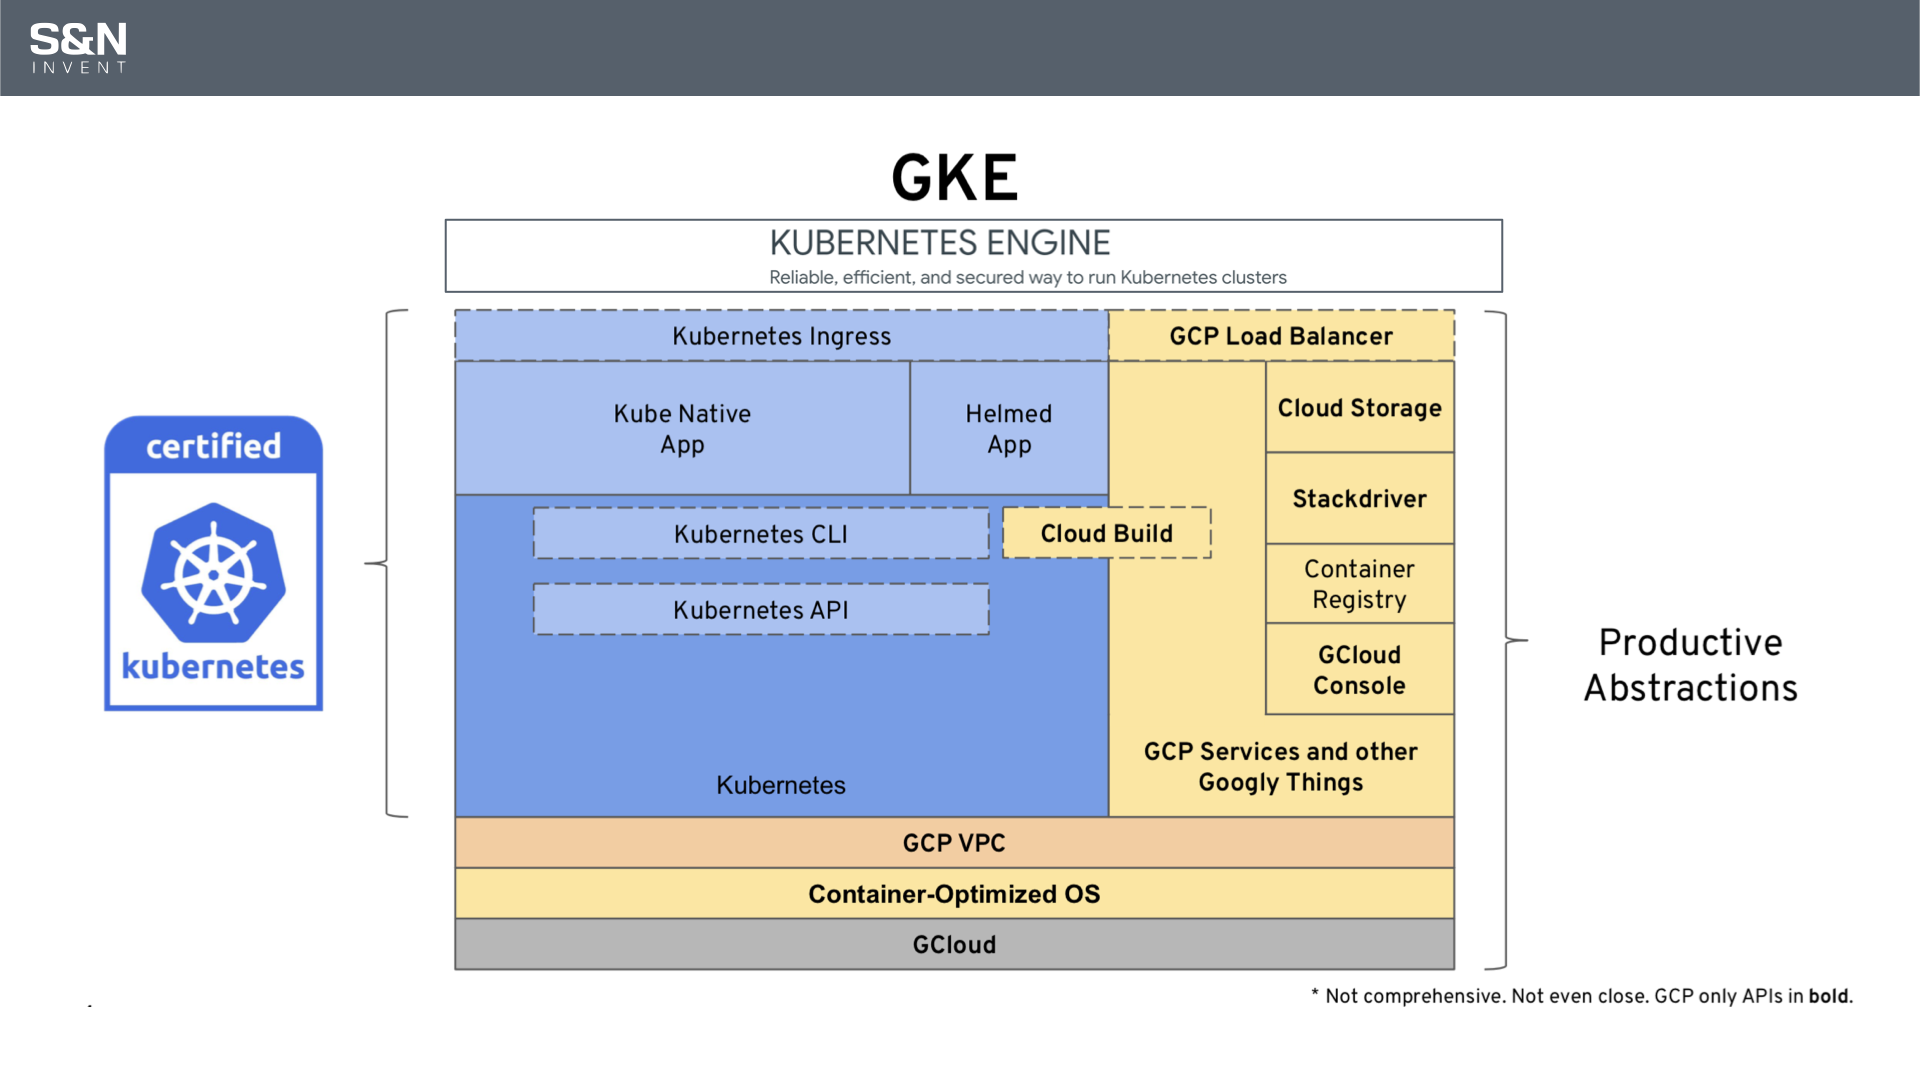 S&N
INVENT
GKE
KUBERNETES ENGINE
Reliable, efficient, and secured way to run Kubernetes clusters
Kubernetes Ingress
GCP Load Balancer
Kube Native
App
Helmed
App
Cloud Storage
Stackdriver
Container
Registry
GCloud
Console
Kubernetes CLI
Cloud Build
Kubernetes API
Kubernetes
GCP Services and other
Googly Things
GCP VPC
Container-Optimized OS
GCloud
certified
kubernetes
Productive
Abstractions
* Not comprehensive. Not even close. GCP only APIs in bold.